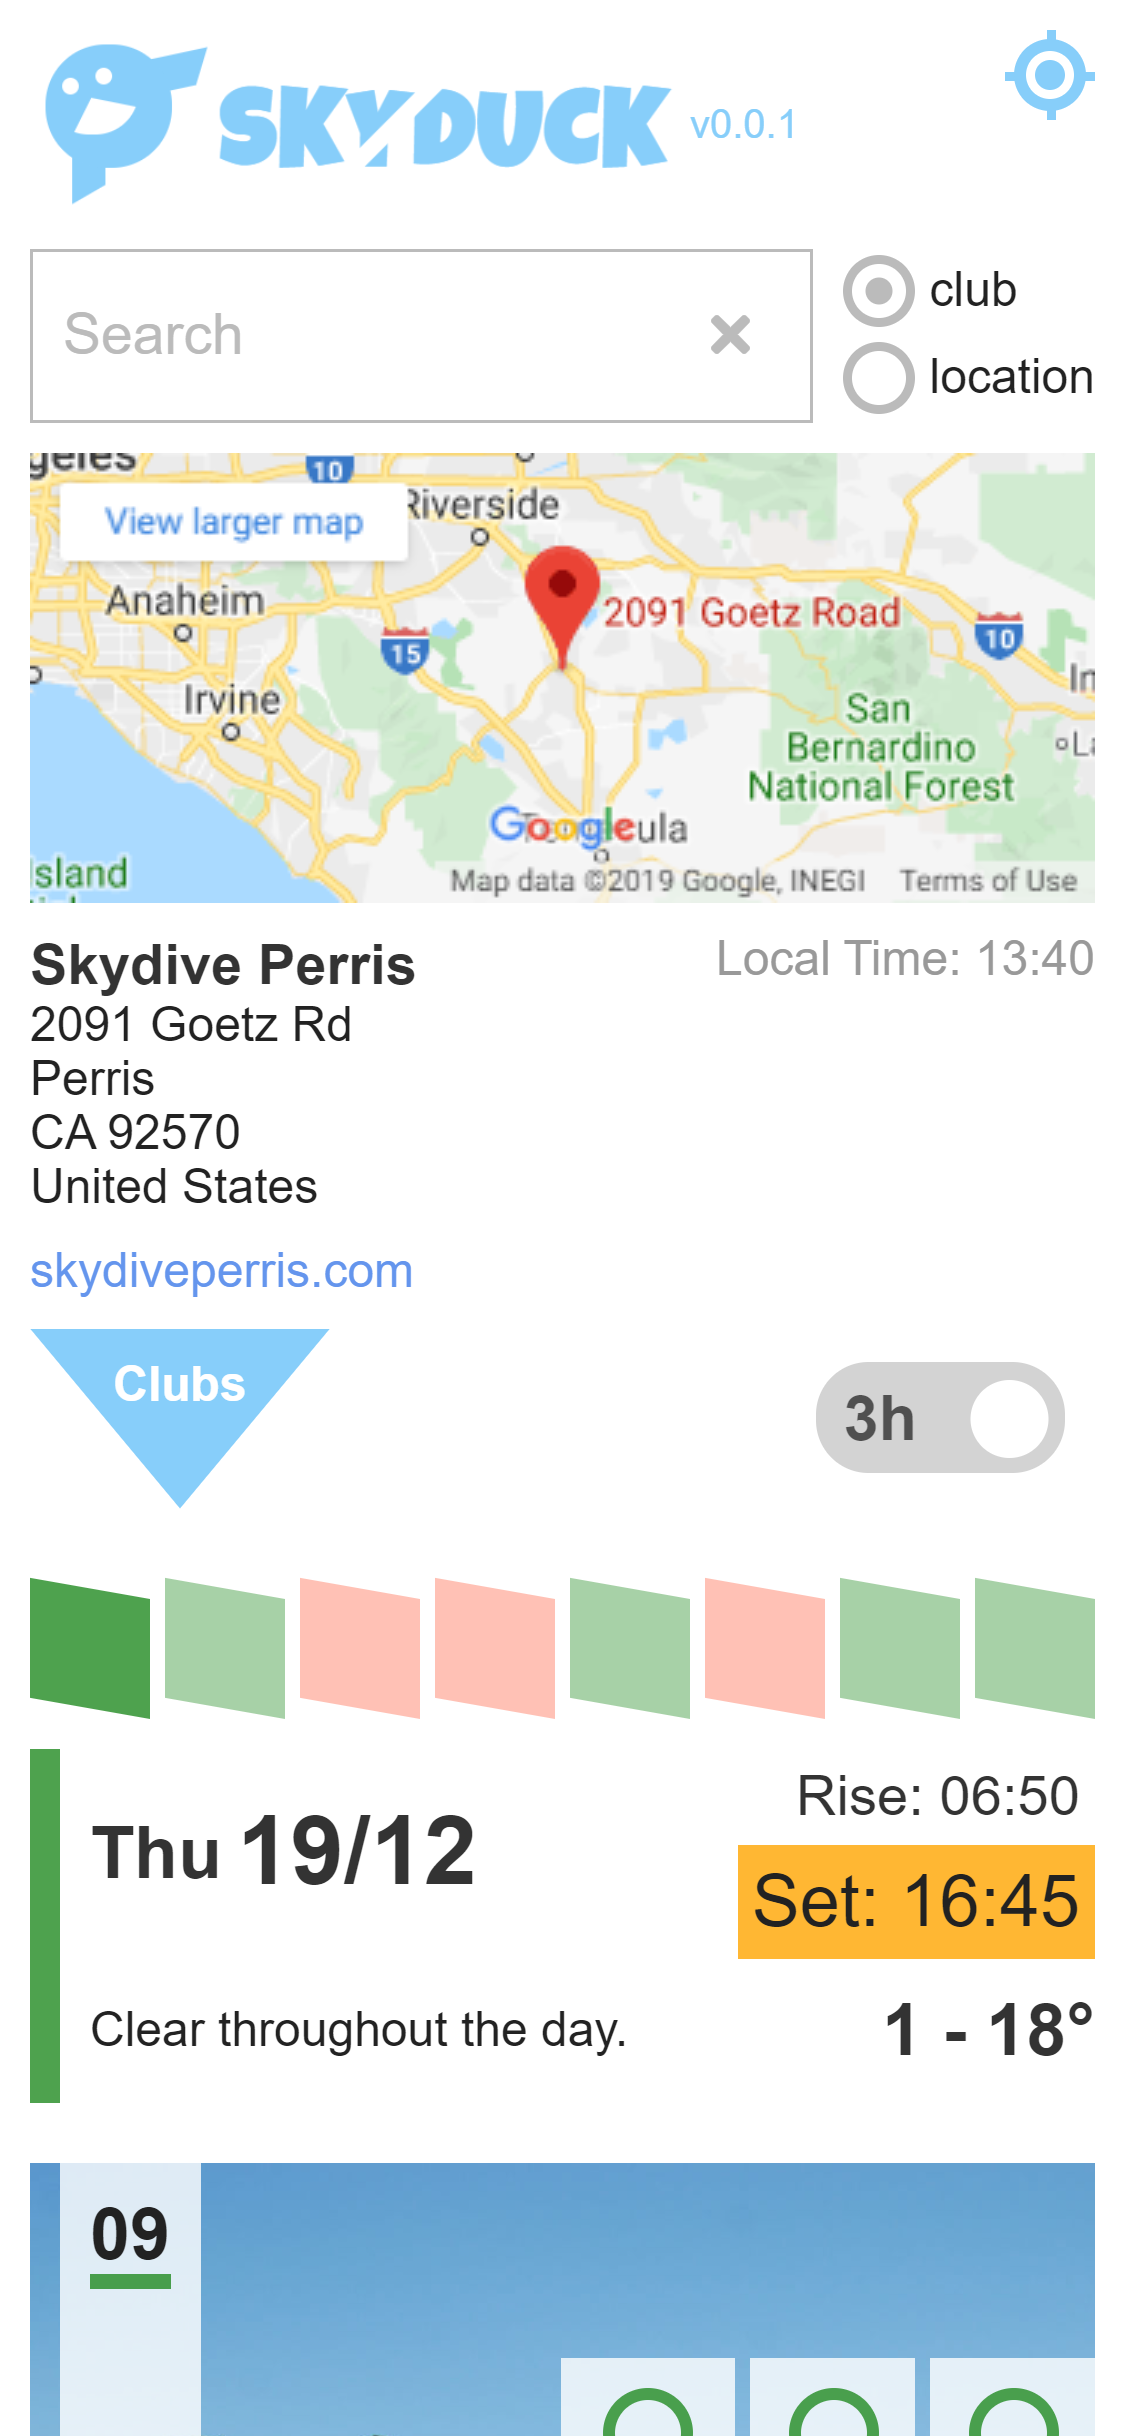 SKYDUCK v0.0.1
Search
club
location
geles
10
View larger map
Riverside
Anaheim
2091 Goetz Road
15
10
In
Irvine
San
Bernardino
National Forest
La
Google
ula
Island
Map data ©2019 Google, INEGI Terms of Use
Skydive Perris
Local Time: 13:40
2091 Goetz Rd
Perris
CA 92570
United States
skydiveperris.com
Clubs
3h
Rise: 06:50
Thu 19/12
Set: 16:45
Clear throughout the day.
1 - 18°
09